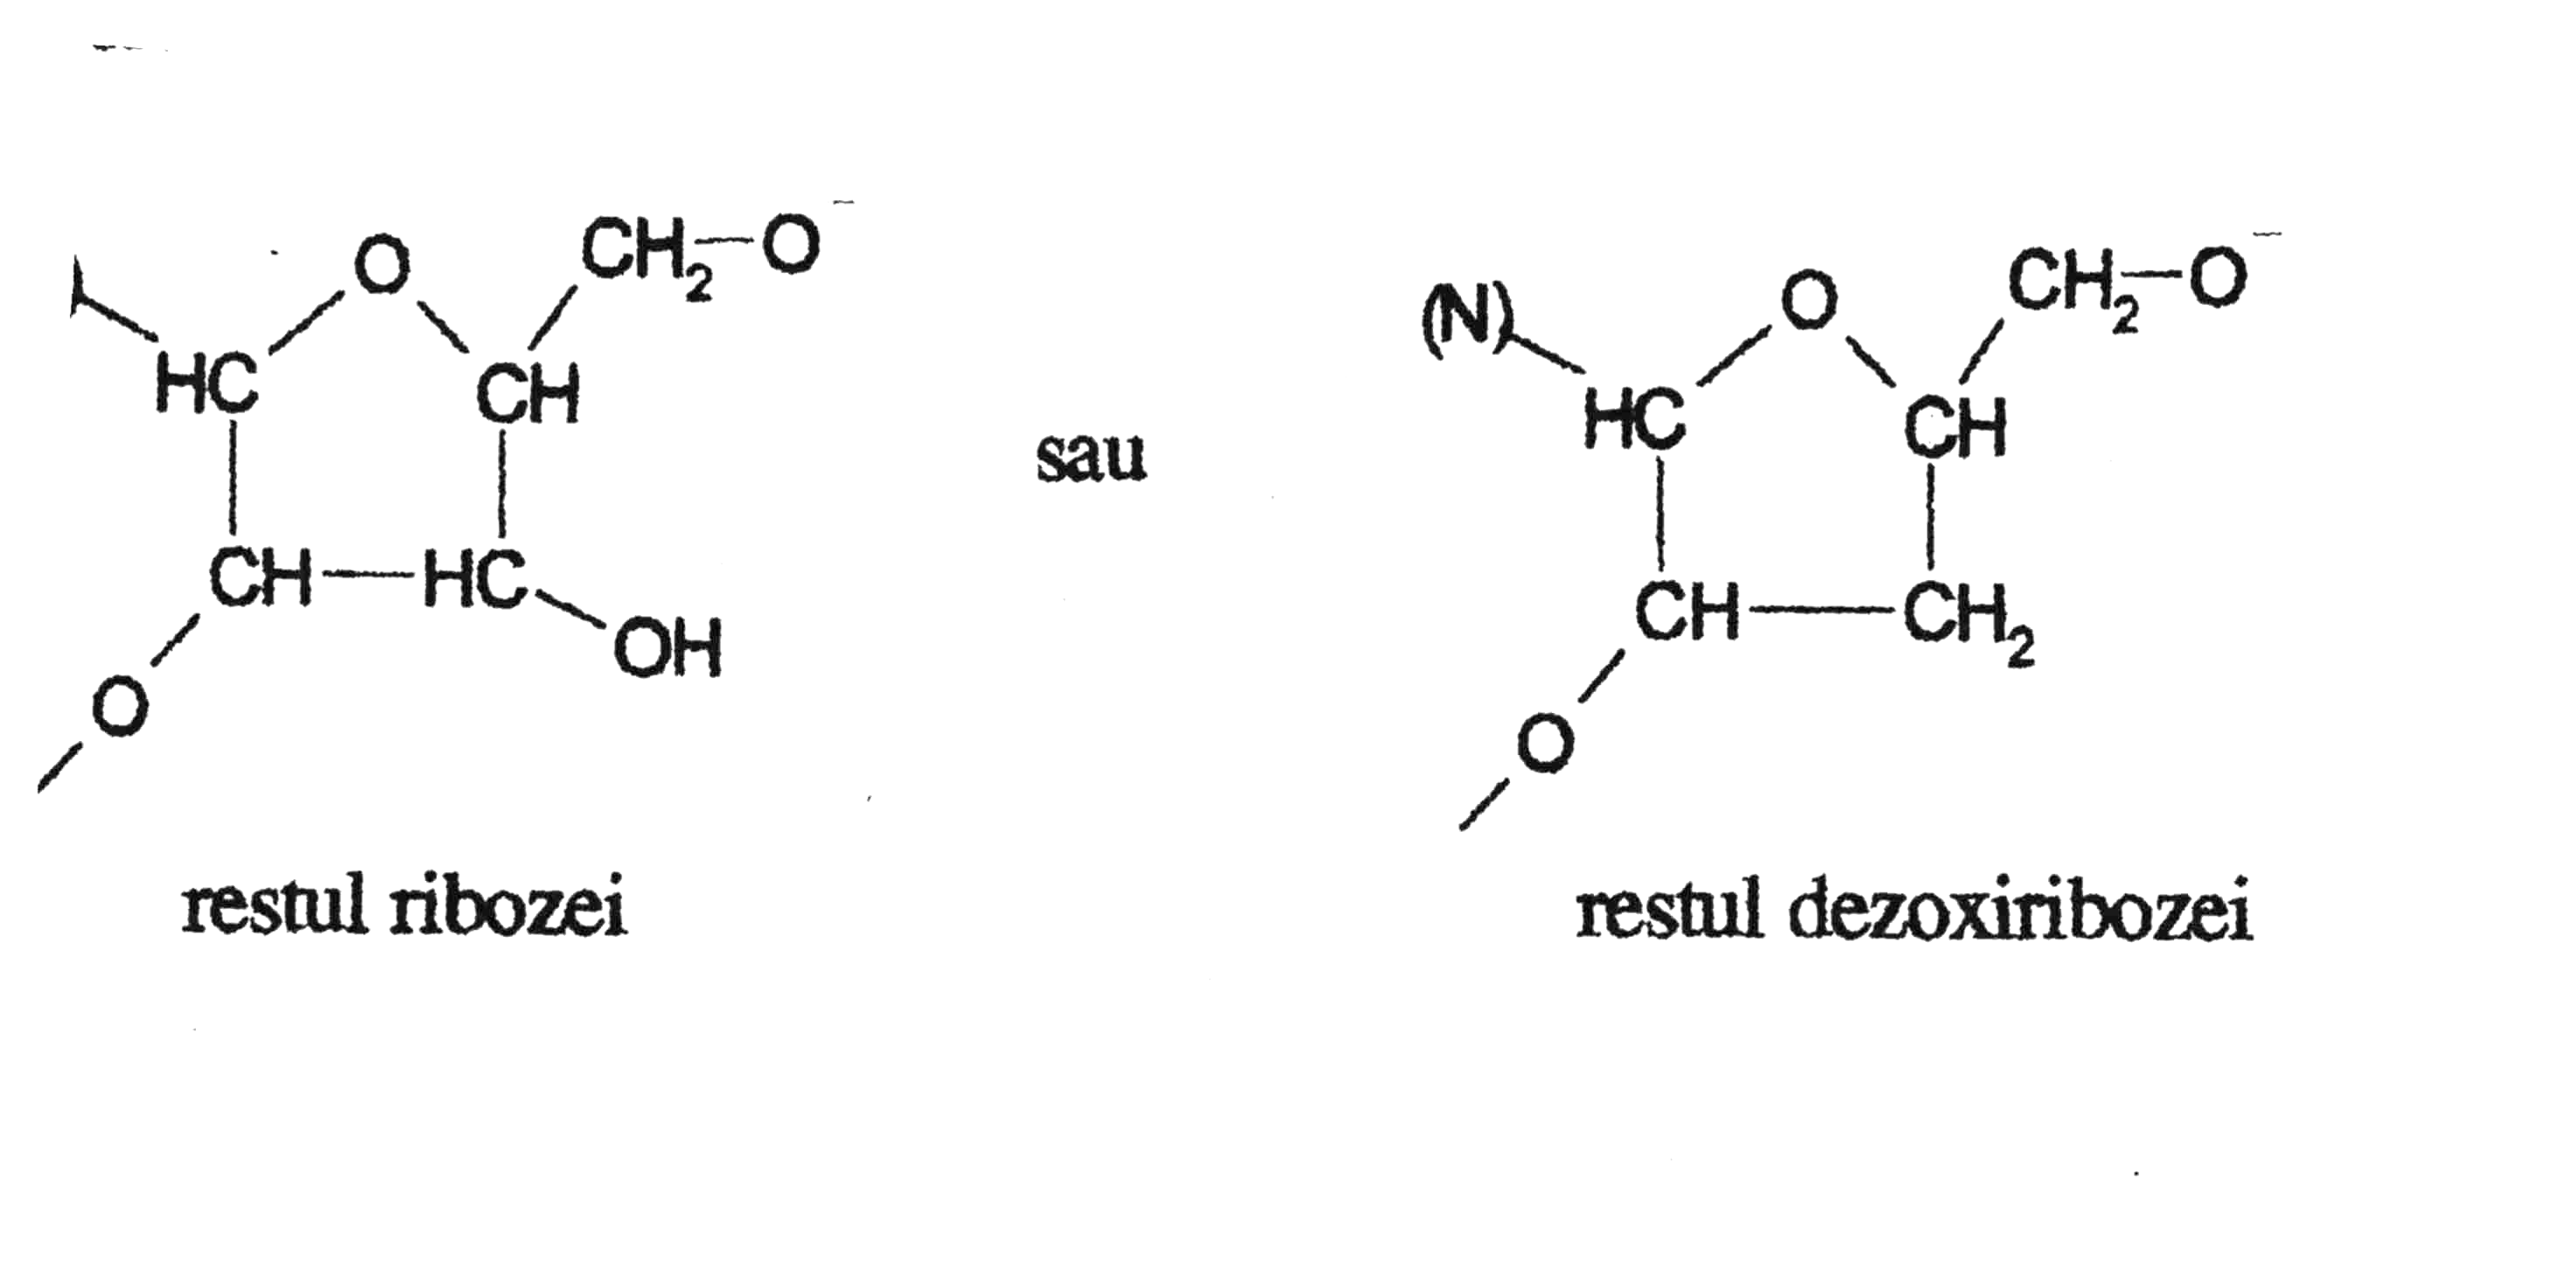 O CH2—O⁻
HC CH
CH—HC
OH
O
sau
(N) O CH2—O⁻
HC CH
CH—CH2
O
restul ribozei
restul dezoxiribozei